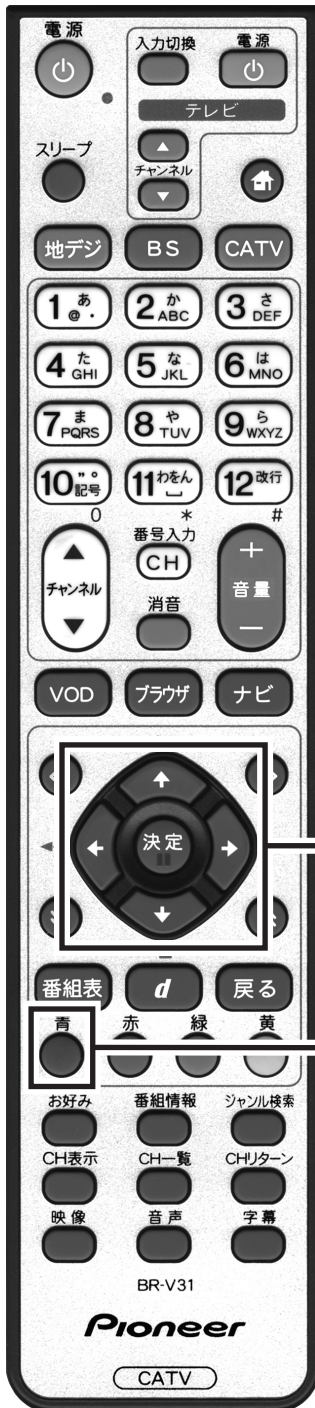 電源
入力切換 電源
テレビ
スリープ
チャンネル
地デジ BS CATV
1 あ @ . 2 か ABC 3 さ DEF
4 た GHI 5 な JKL 6 は MNO
7 ま PQRS 8 や TUV 9 ら WXYZ
10 ゛゜ 記号 11 わをん 12 改行
0 * #
番号入力
CH
チャンネル
消音
+
音量
−
VOD ブラウザ ナビ
決定
番組表 d 戻る
青 赤 緑 黄
お好み 番組情報 ジャンル検索
CH表示 CH一覧 CHリターン
映像 音声 字幕
BR-V31
Pioneer
CATV